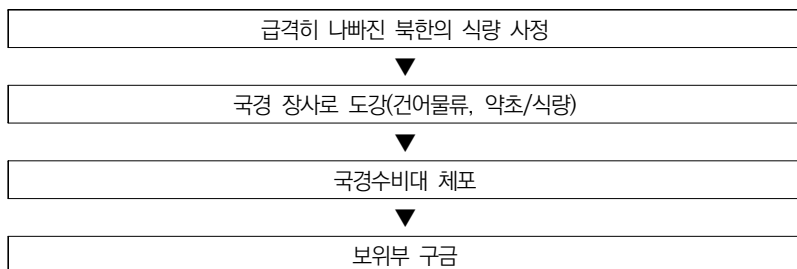 급격히 나빠진 북한의 식량 사정
▼
국경 장사로 도강(건어물류, 약초/식량)
▼
국경수비대 체포
▼
보위부 구금